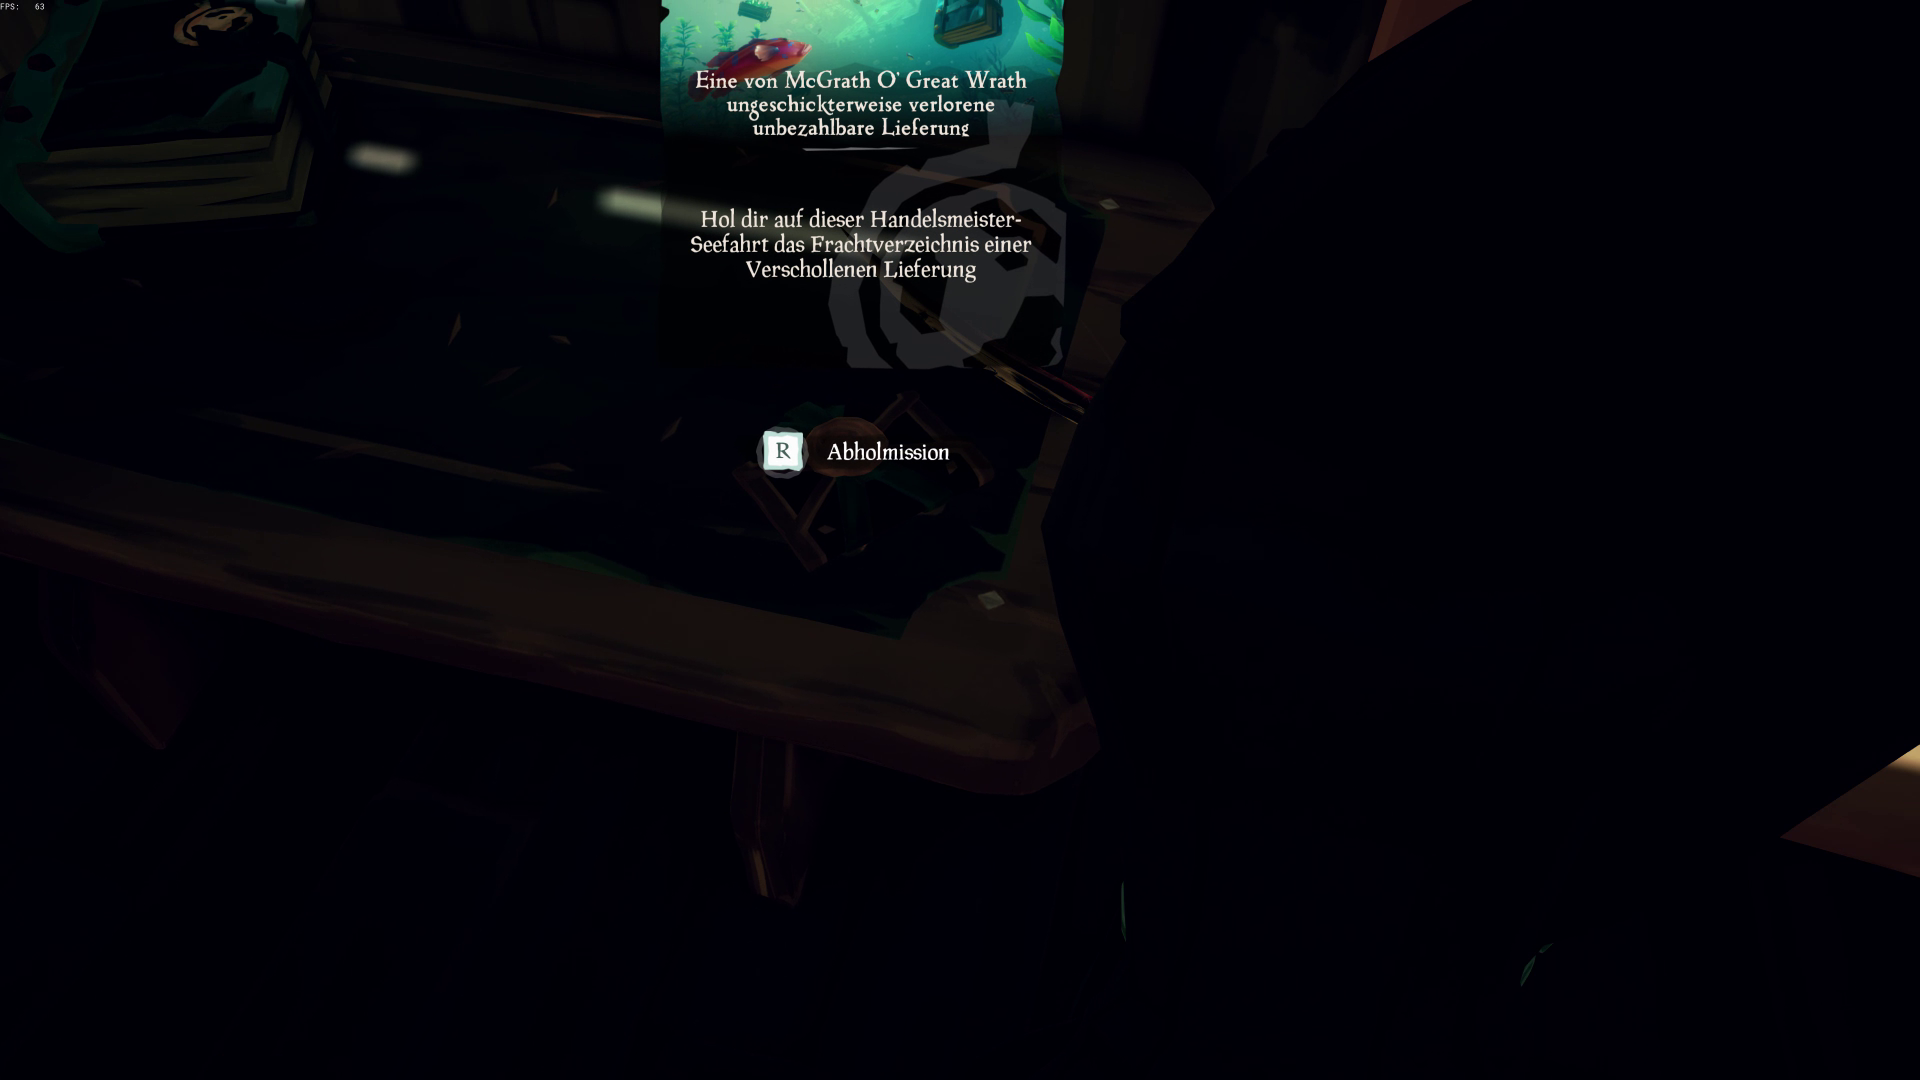 FPS: 63
Eine von McGrath O' Great Wrath
ungeschickterweise verlorene
unbezahlbare Lieferung
Hol dir auf dieser Handelsmeister-
Seefahrt das Frachtverzeichnis einer
Verschollenen Lieferung
R Abholmission